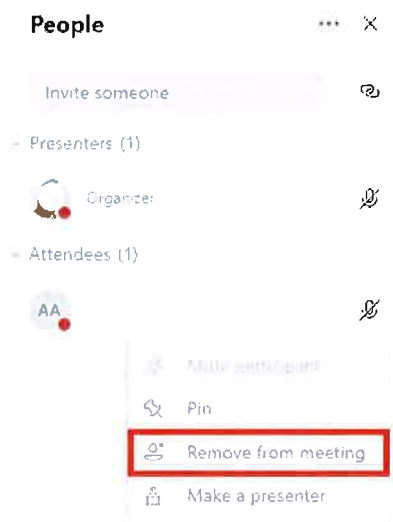 People
Invite someone
Presenters (1)
Organizer
Attendees (1)
AA
Mute participant
Pin
Remove from meeting
Make a presenter